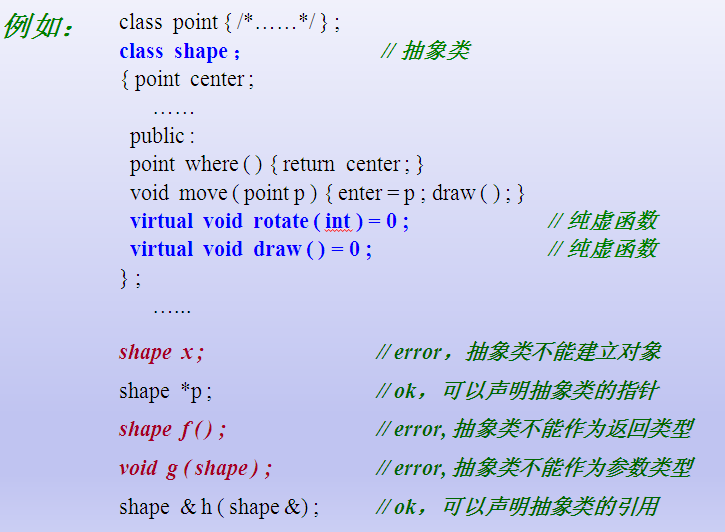 例如： class point { /*……*/ } ;
class shape ； // 抽象类
{ point center ;
……
public :
point where ( ) { return center ; }
void move ( point p ) { enter = p ; draw ( ) ; }
virtual void rotate ( int ) = 0 ; // 纯虚函数
virtual void draw ( ) = 0 ; // 纯虚函数
} ;
…...
shape x ; // error，抽象类不能建立对象
shape *p ; // ok，可以声明抽象类的指针
shape f ( ) ; // error, 抽象类不能作为返回类型
void g ( shape ) ; // error, 抽象类不能作为参数类型
shape & h ( shape &) ; // ok，可以声明抽象类的引用